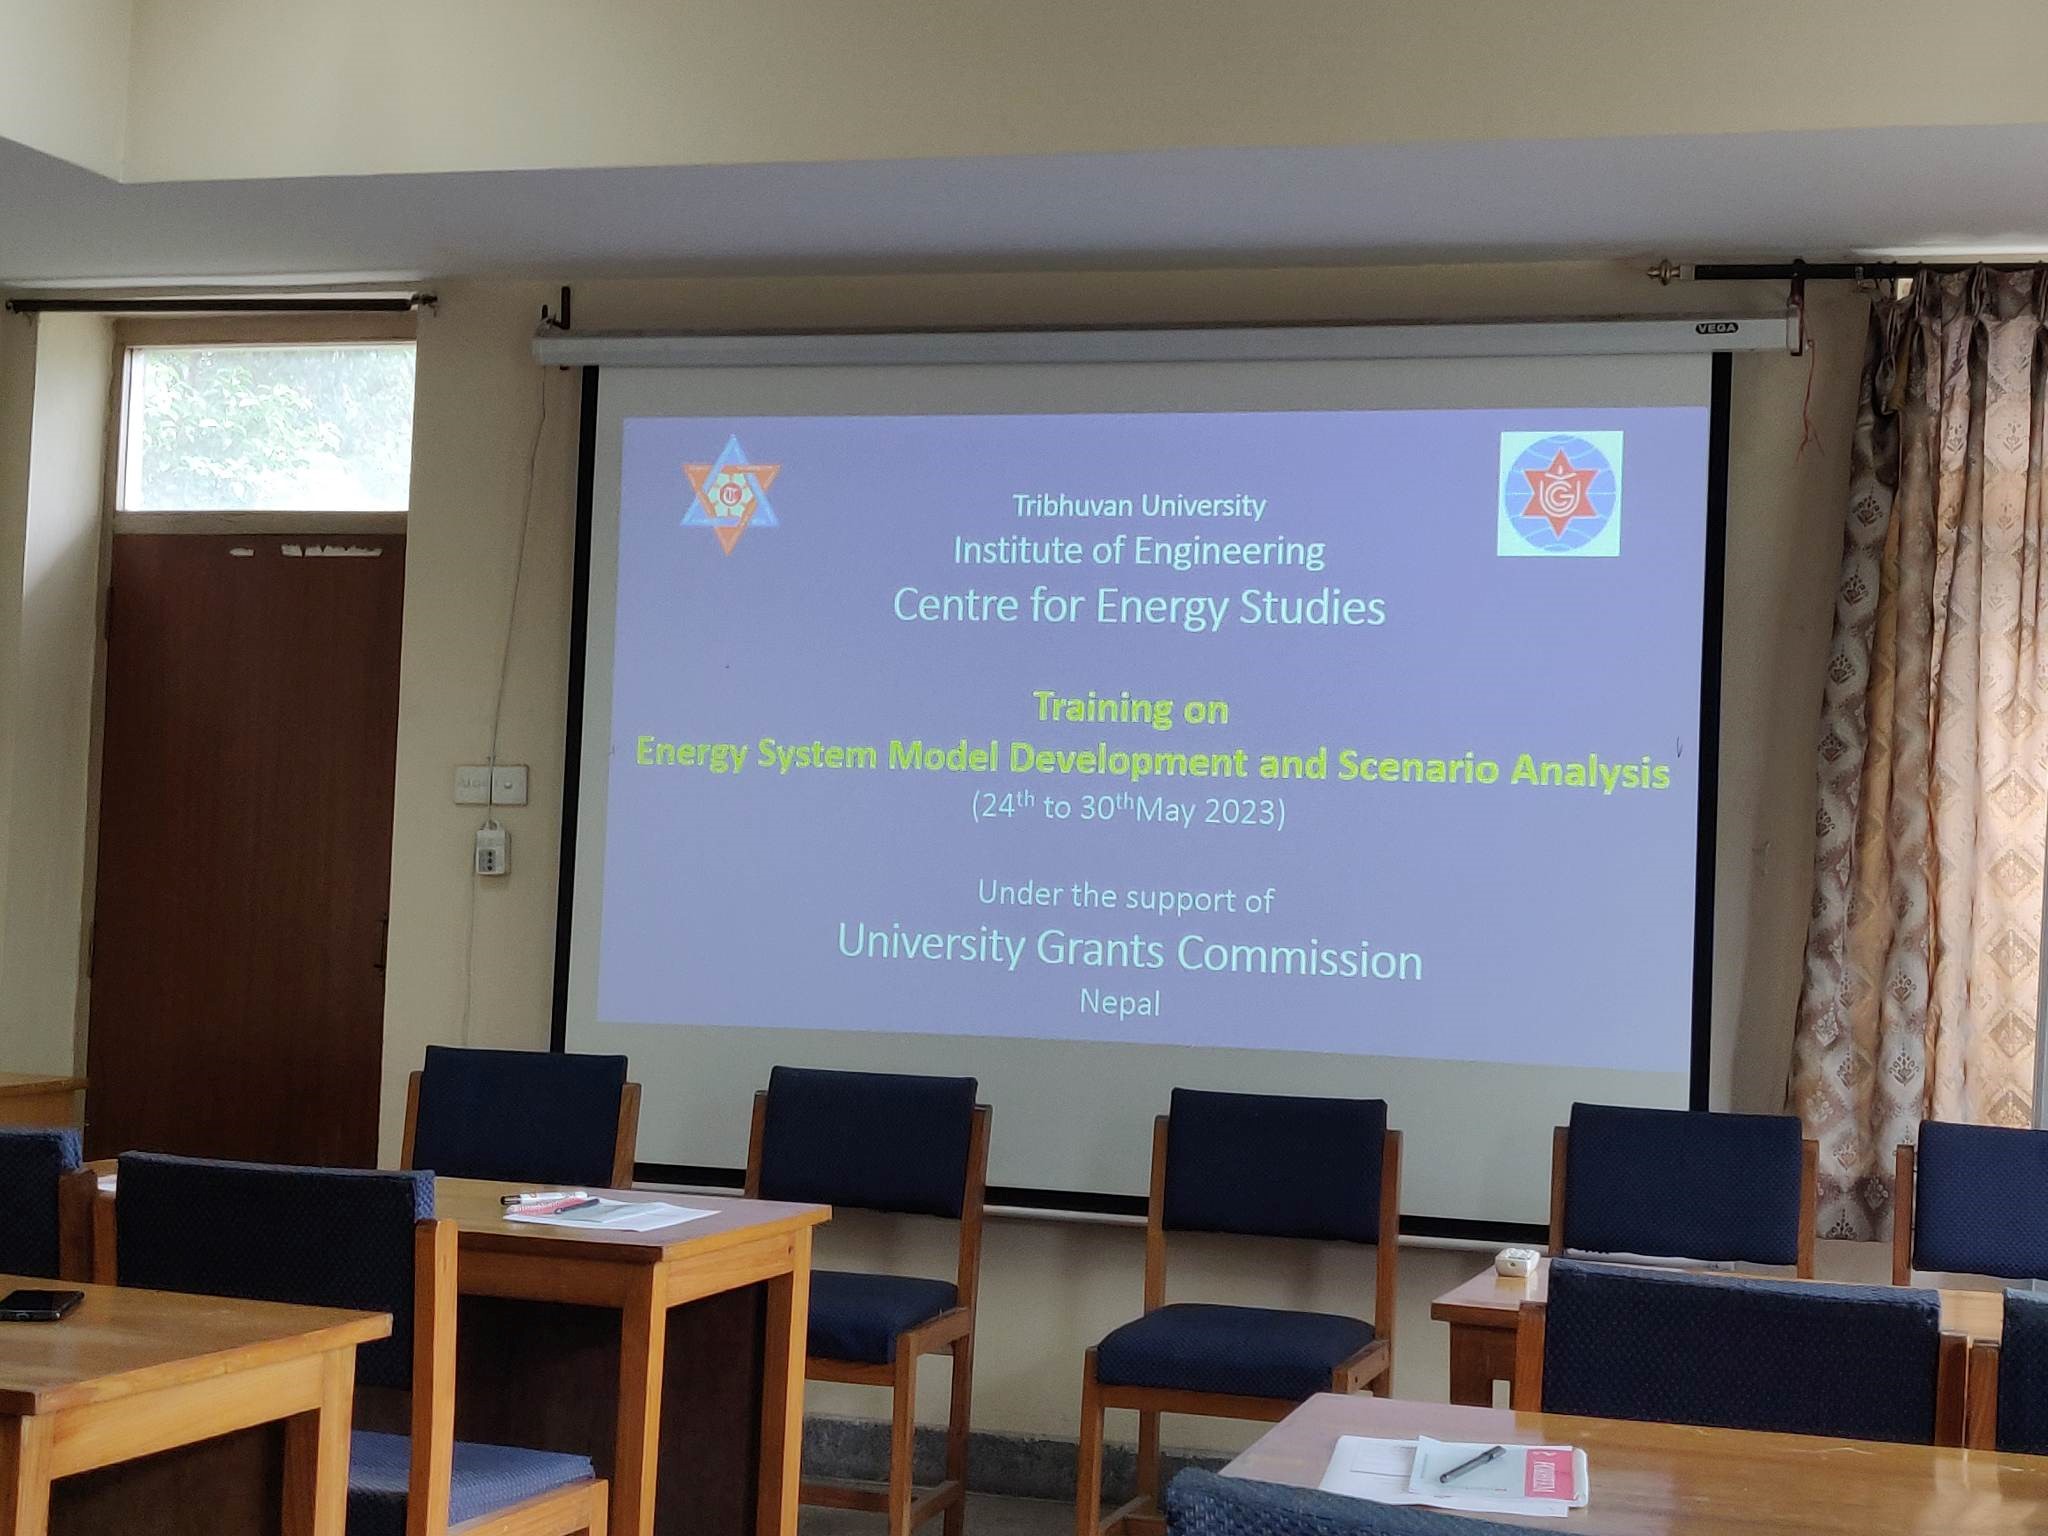 VEGA
Tribhuvan University
Institute of Engineering
Centre for Energy Studies
Training on
Energy System Model Development and Scenario Analysis
(24th to 30thMay 2023)
Under the support of
University Grants Commission
Nepal